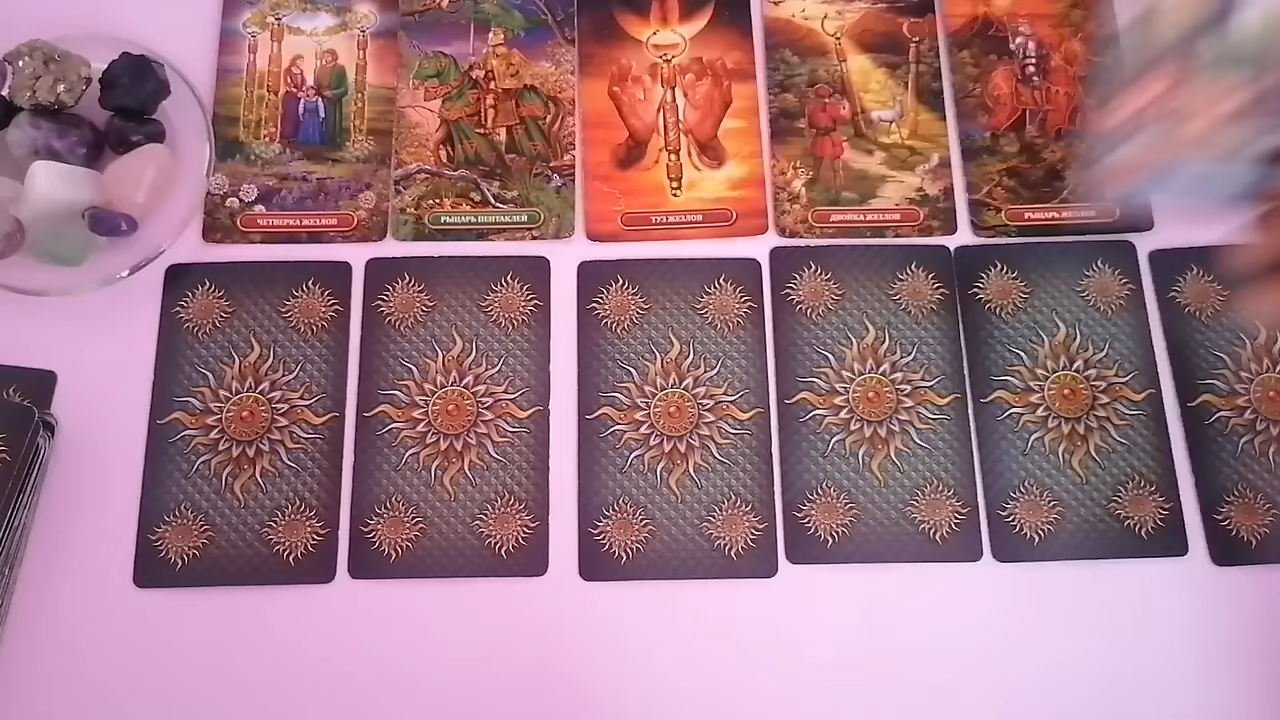 ЧЕТВЕРКА ЖЕЗЛОВ
РЫЦАРЬ ПЕНТАКЛЕЙ
ТУЗ ЖЕЗЛОВ
ДВОЙКА ЖЕЗЛОВ
РЫЦАРЬ ЖЕЗЛОВ